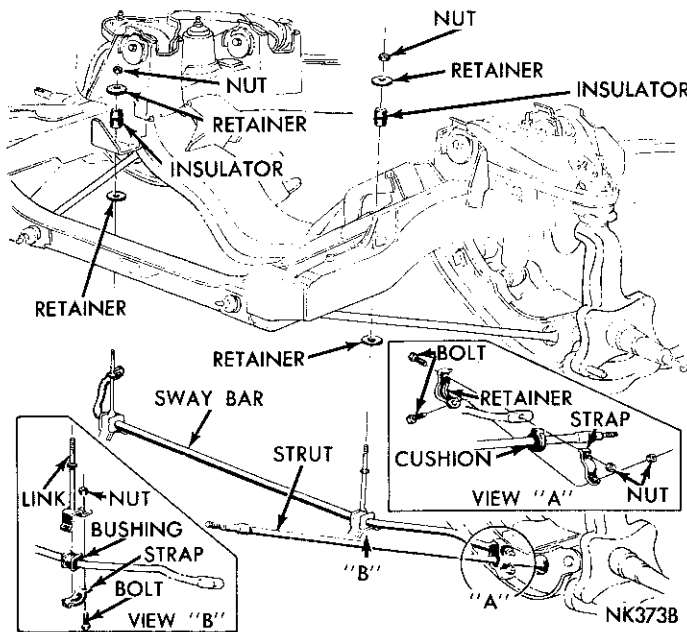 NUT
RETAINER
INSULATOR
NUT
RETAINER
INSULATOR
RETAINER
RETAINER
BOLT
RETAINER
STRAP
CUSHION
NUT
VIEW "A"
SWAY BAR
STRUT
LINK
NUT
BUSHING
STRAP
BOLT
VIEW "B"
"B"
"A"
NK373B